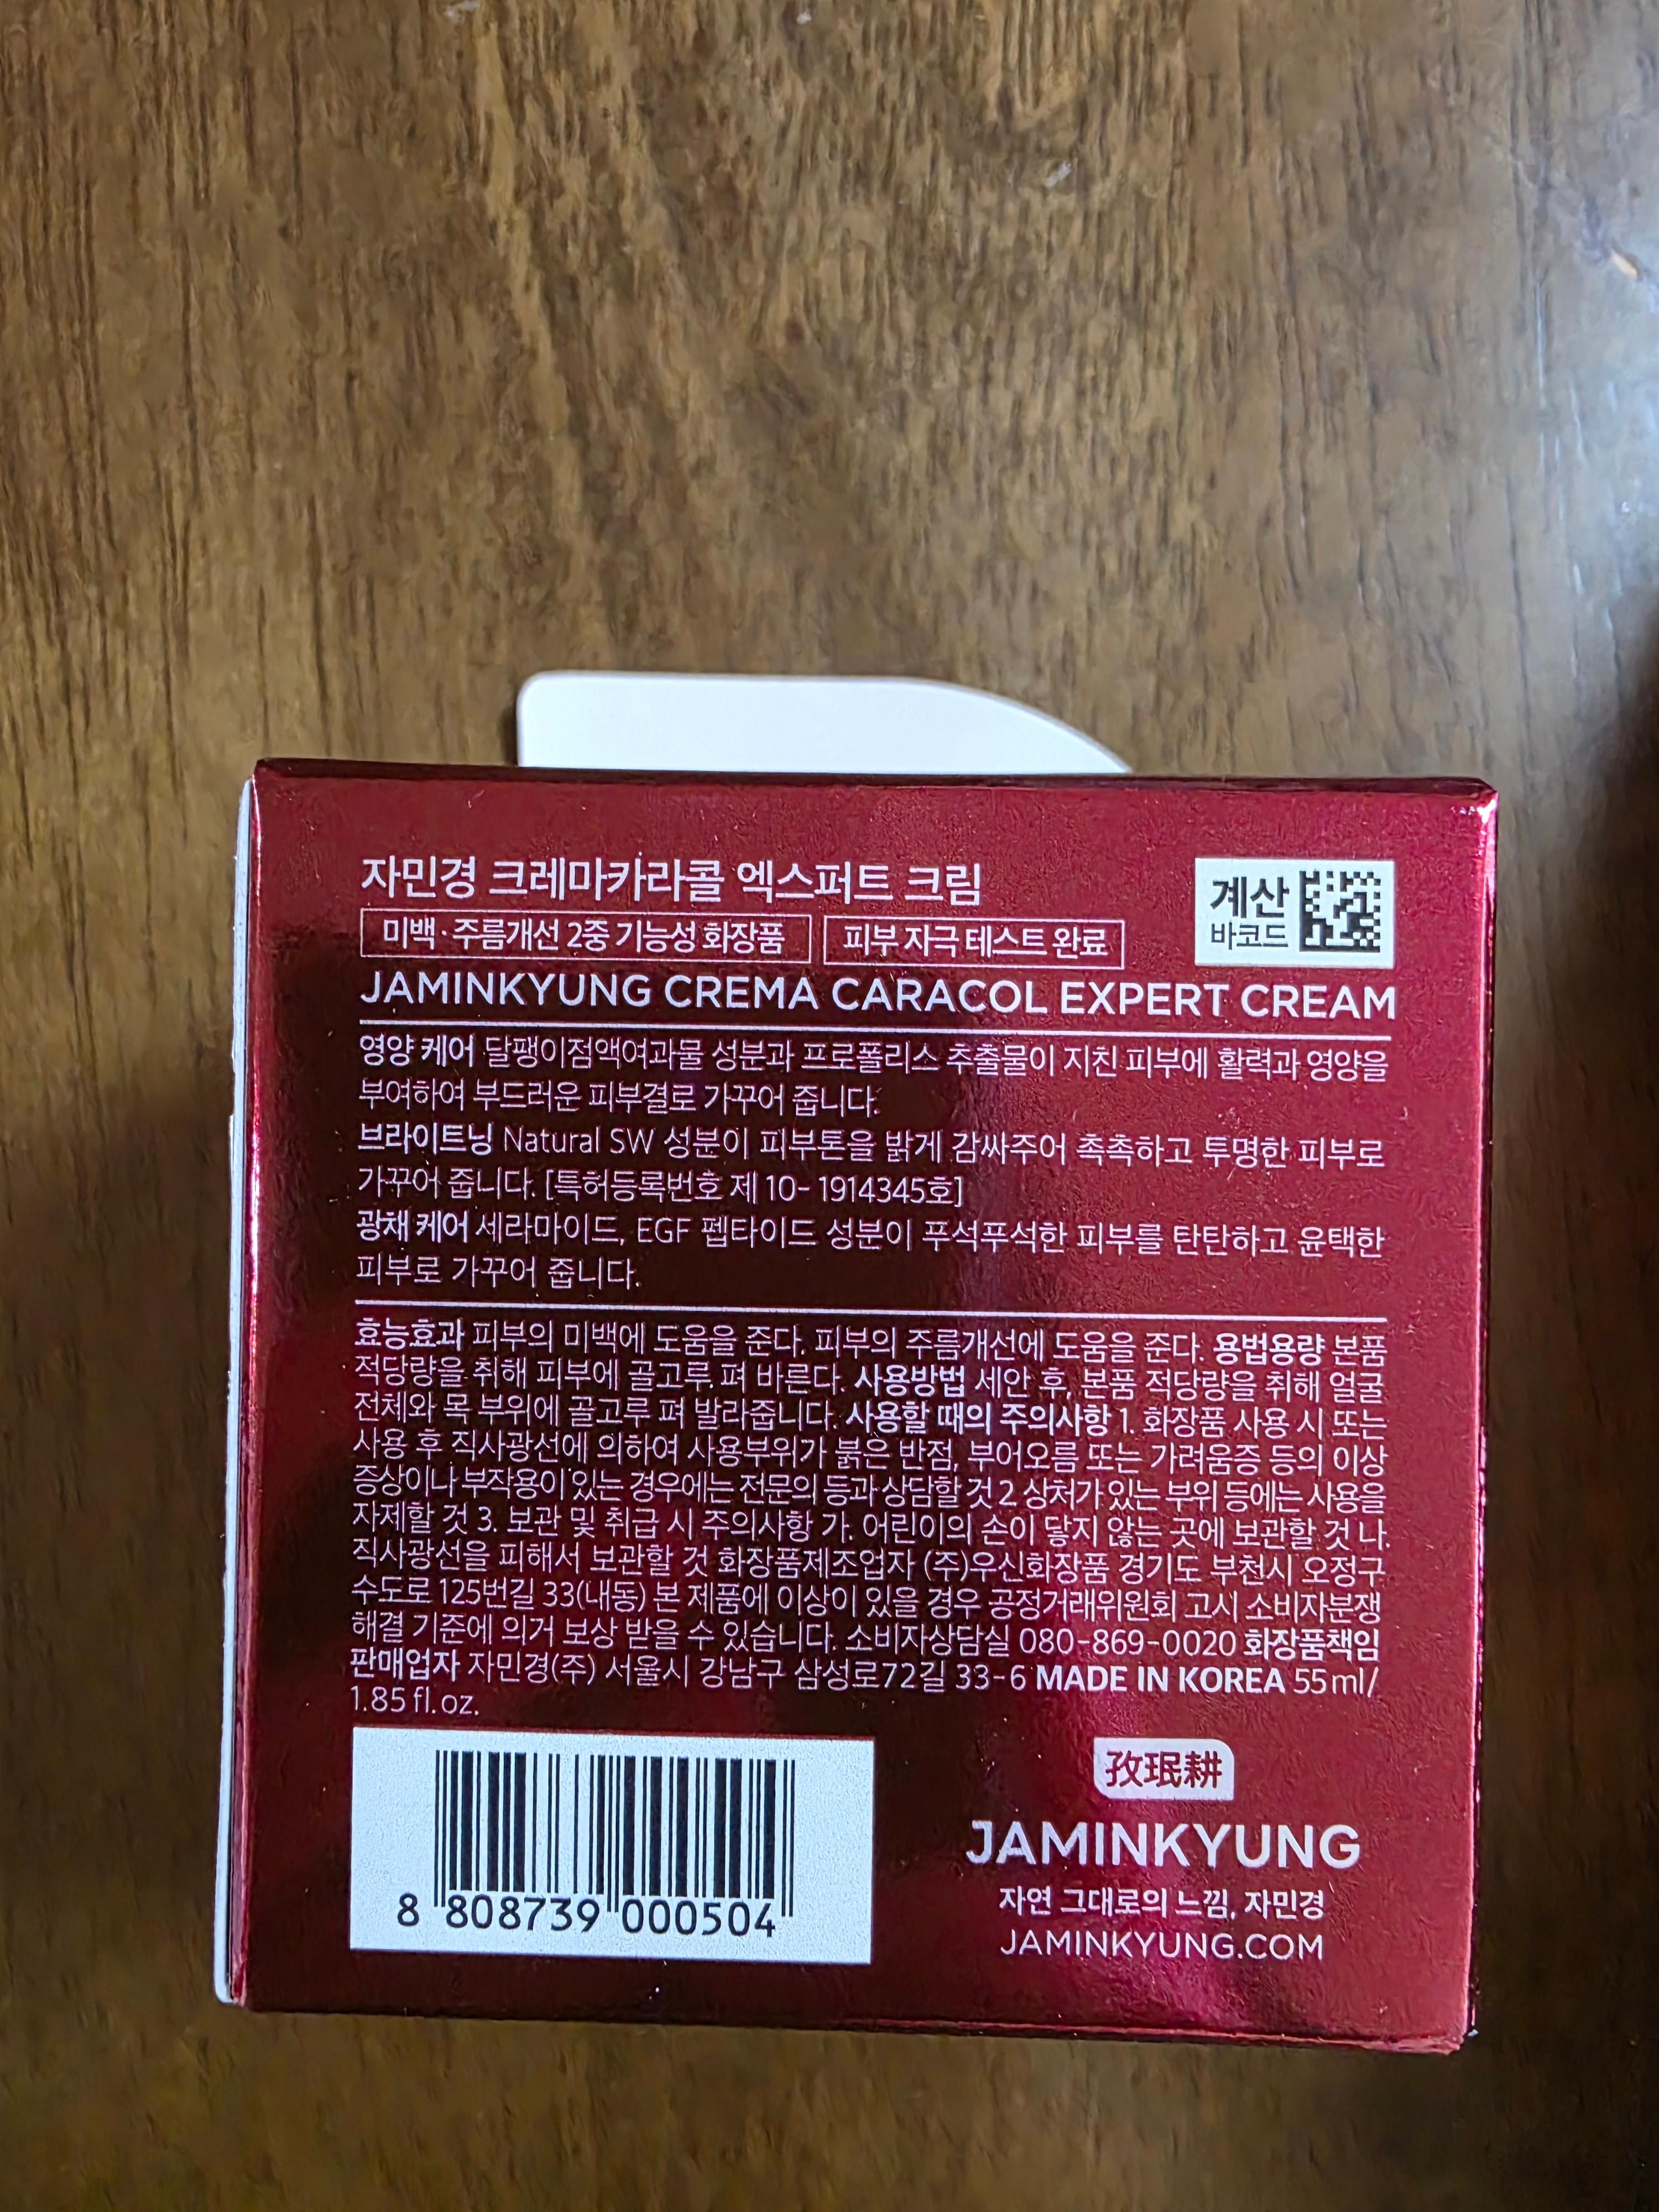 자민경 크레마카라콜 엑스퍼트 크림
미백·주름개선 2중 기능성 화장품
피부 자극 테스트 완료
계산
바코드
JAMINKYUNG CREMA CARACOL EXPERT CREAM
영양 케어 달팽이점액여과물 성분과 프로폴리스 추출물이 지친 피부에 활력과 영양을
부여하여 부드러운 피부결로 가꾸어 줍니다.
브라이트닝 Natural SW 성분이 피부톤을 밝게 감싸주어 촉촉하고 투명한 피부로
가꾸어 줍니다. [특허등록번호 제 10- 1914345호]
광채 케어 세라마이드, EGF 펩타이드 성분이 푸석푸석한 피부를 탄탄하고 윤택한
피부로 가꾸어 줍니다.
효능효과 피부의 미백에 도움을 준다. 피부의 주름개선에 도움을 준다. 용법용량 본품
적당량을 취해 피부에 골고루 펴 바른다. 사용방법 세안 후, 본품 적당량을 취해 얼굴
전체와 목 부위에 골고루 펴 발라줍니다. 사용할 때의 주의사항 1. 화장품 사용 시 또는
사용 후 직사광선에 의하여 사용부위가 붉은 반점, 부어오름 또는 가려움증 등의 이상
증상이나 부작용이 있는 경우에는 전문의 등과 상담할 것 2. 상처가 있는 부위 등에는 사용을
자제할 것 3. 보관 및 취급 시 주의사항 가. 어린이의 손이 닿지 않는 곳에 보관할 것 나.
직사광선을 피해서 보관할 것 화장품제조업자 (주)우신화장품 경기도 부천시 오정구
수도로 125번길 33(내동) 본 제품에 이상이 있을 경우 공정거래위원회 고시 소비자분쟁
해결 기준에 의거 보상 받을 수 있습니다. 소비자상담실 080-869-0020 화장품책임
판매업자 자민경(주) 서울시 강남구 삼성로72길 33-6 MADE IN KOREA 55ml/
1.85 fl. oz.
8 808739 000504
孜珉耕
JAMINKYUNG
자연 그대로의 느낌, 자민경
JAMINKYUNG.COM